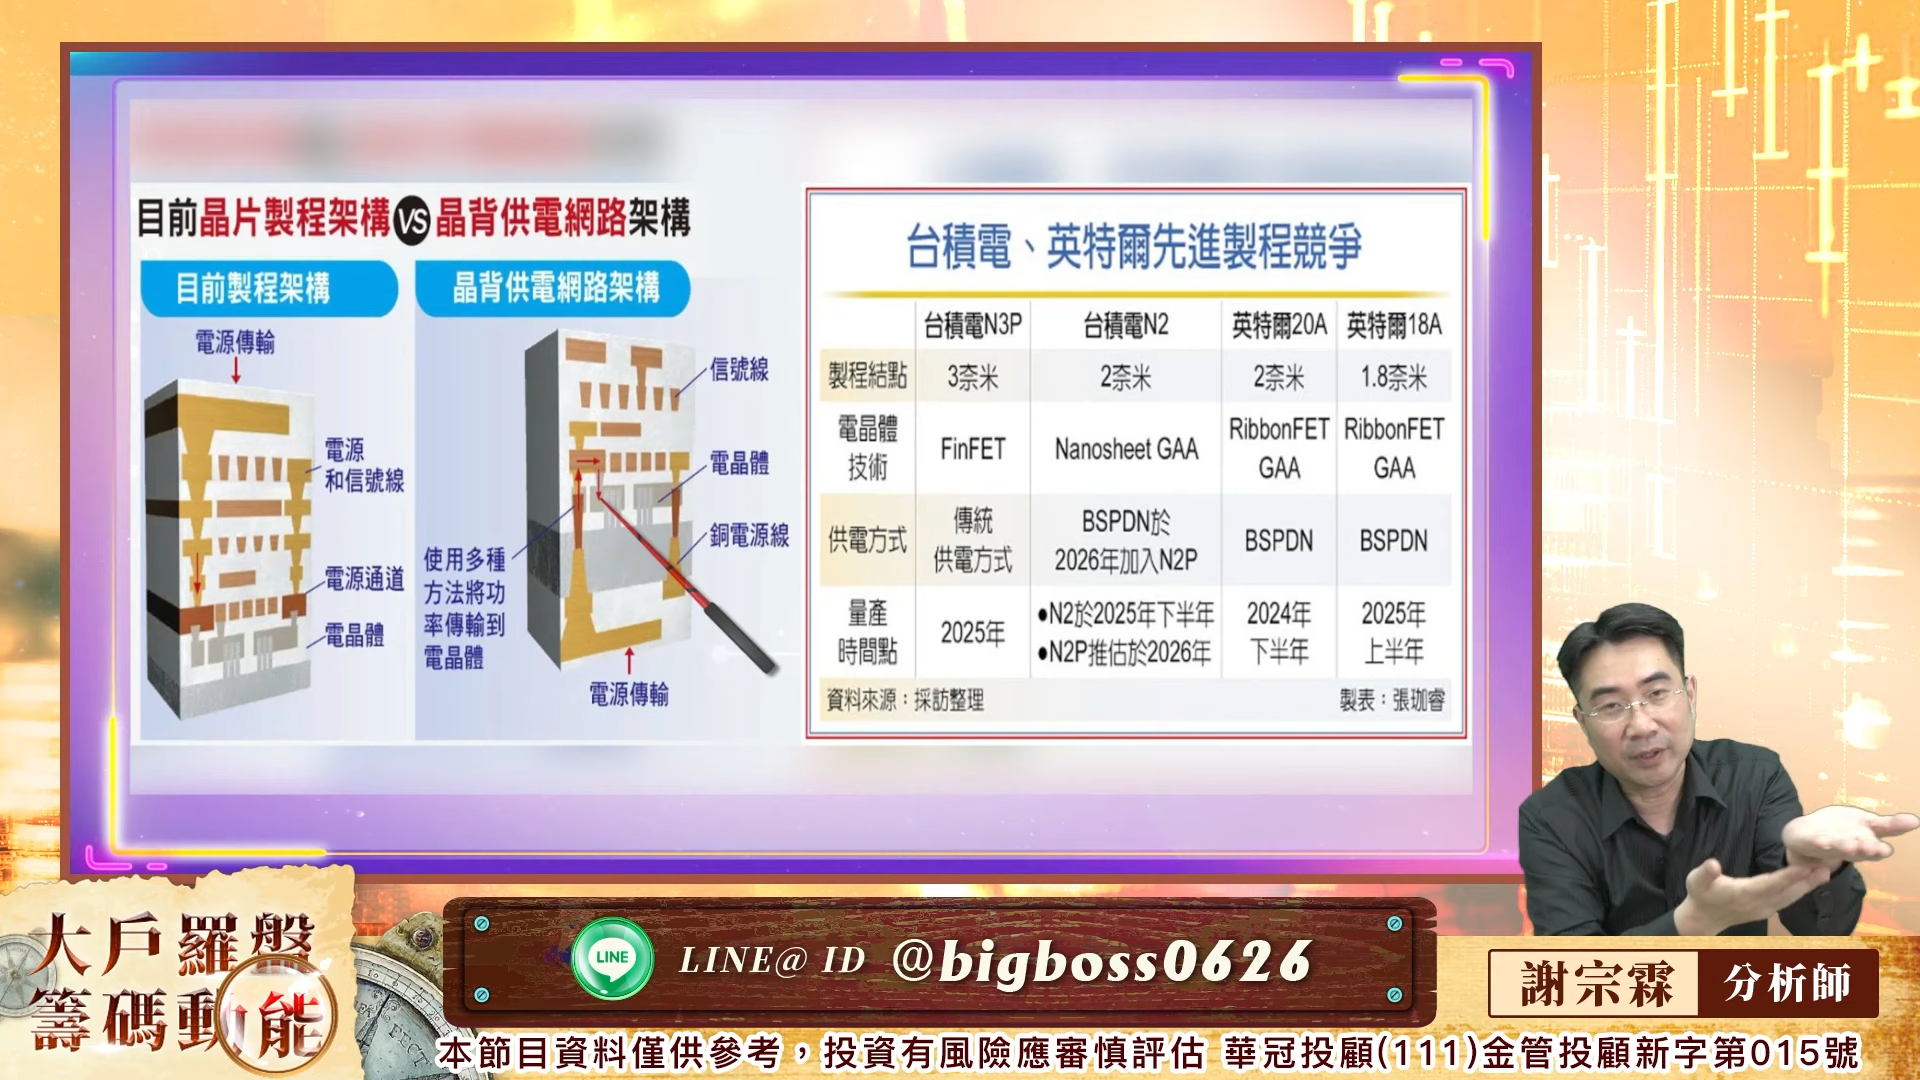 目前晶片製程架構VS晶背供電網路架構
目前製程架構
電源傳輸
電源
和信號線
電源通道
電晶體
晶背供電網路架構
信號線
電晶體
銅電源線
使用多種
方法將功
率傳輸到
電晶體
電源傳輸
台積電、英特爾先進製程競爭
台積電N3P 台積電N2 英特爾20A 英特爾18A
製程結點 3奈米 2奈米 2奈米 1.8奈米
電晶體
技術
FinFET
Nanosheet GAA
RibbonFET
GAA
RibbonFET
GAA
供電方式
傳統
供電方式
BSPDN於
2026年加入N2P
BSPDN
BSPDN
量產
時間點
2025年
●N2於2025年下半年
●N2P推估於2026年
2024年
下半年
2025年
上半年
資料來源：採訪整理 製表：張珈睿
大戶羅盤
籌碼動能
LINE
LINE@ ID @bigboss0626
謝宗霖 分析師
本節目資料僅供參考，投資有風險應審慎評估 華冠投顧(111)金管投顧新字第015號